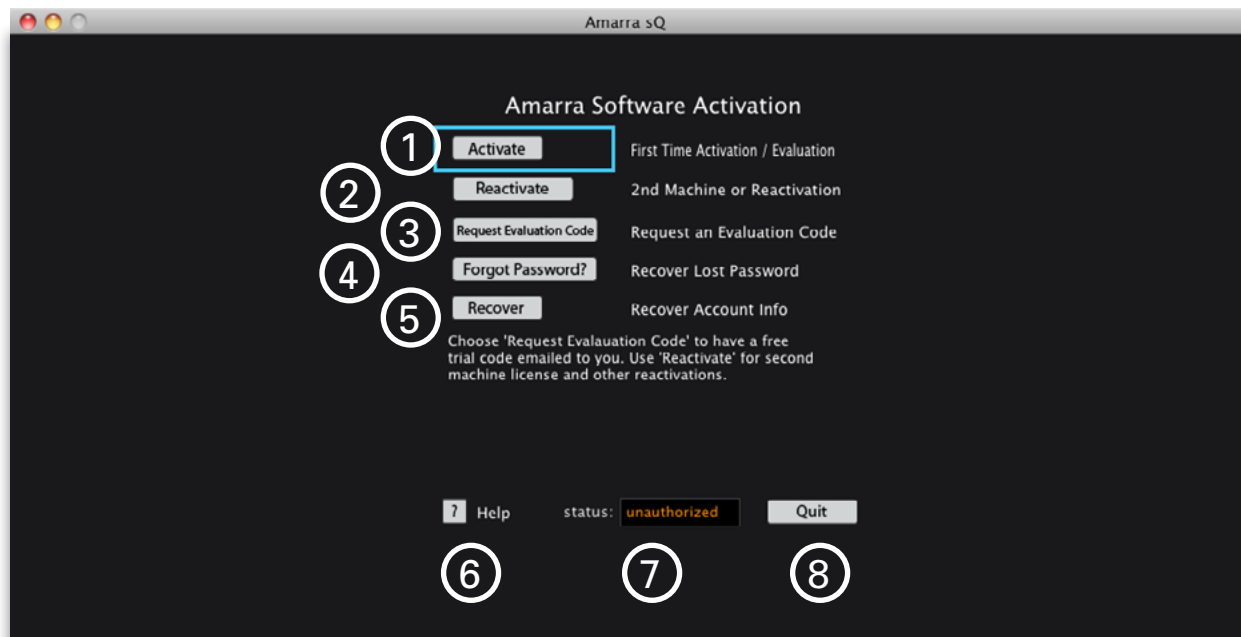 Amarra sQ
Amarra Software Activation
1 Activate First Time Activation / Evaluation
2 Reactivate 2nd Machine or Reactivation
3 Request Evaluation Code Request an Evaluation Code
4 Forgot Password? Recover Lost Password
5 Recover Recover Account Info
Choose 'Request Evalauation Code' to have a free
trial code emailed to you. Use 'Reactivate' for second
machine license and other reactivations.
? Help status: unauthorized Quit
6 7 8